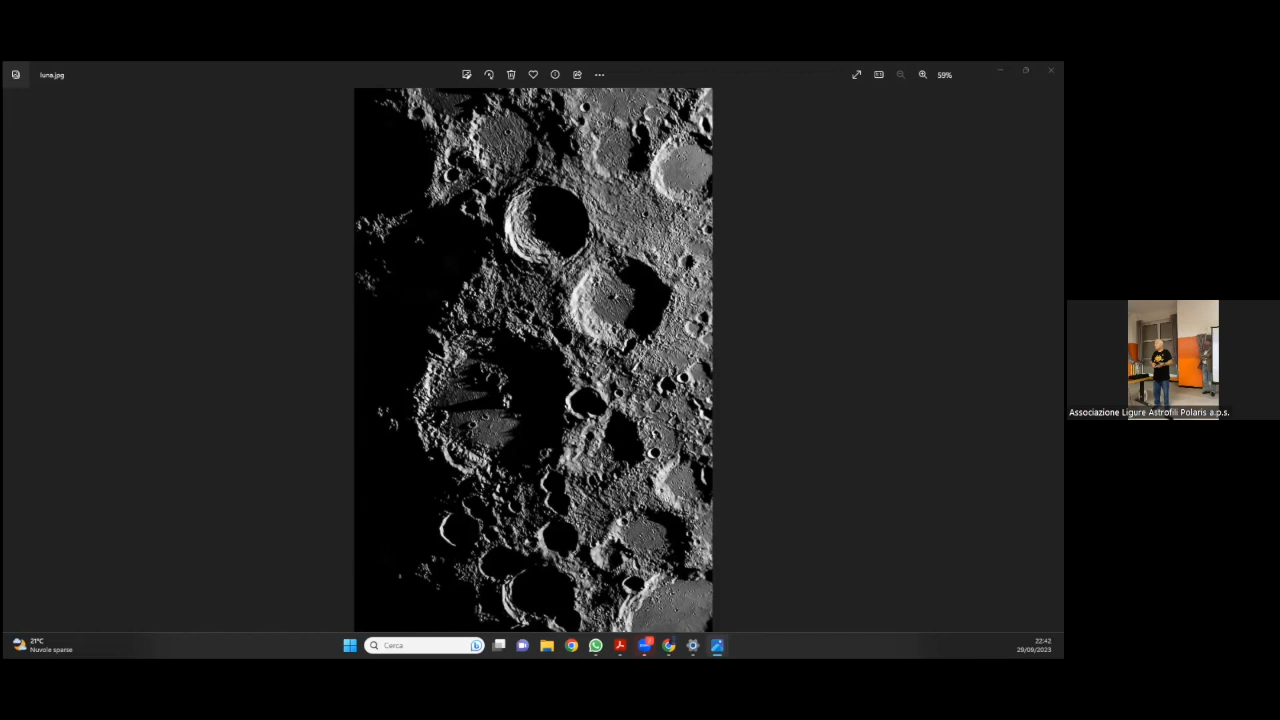 luna.jpg
59%
Associazione Ligure Astrofili Polaris a.p.s.
21°C
Nuvole sparse
Cerca
22:42
29/09/2023